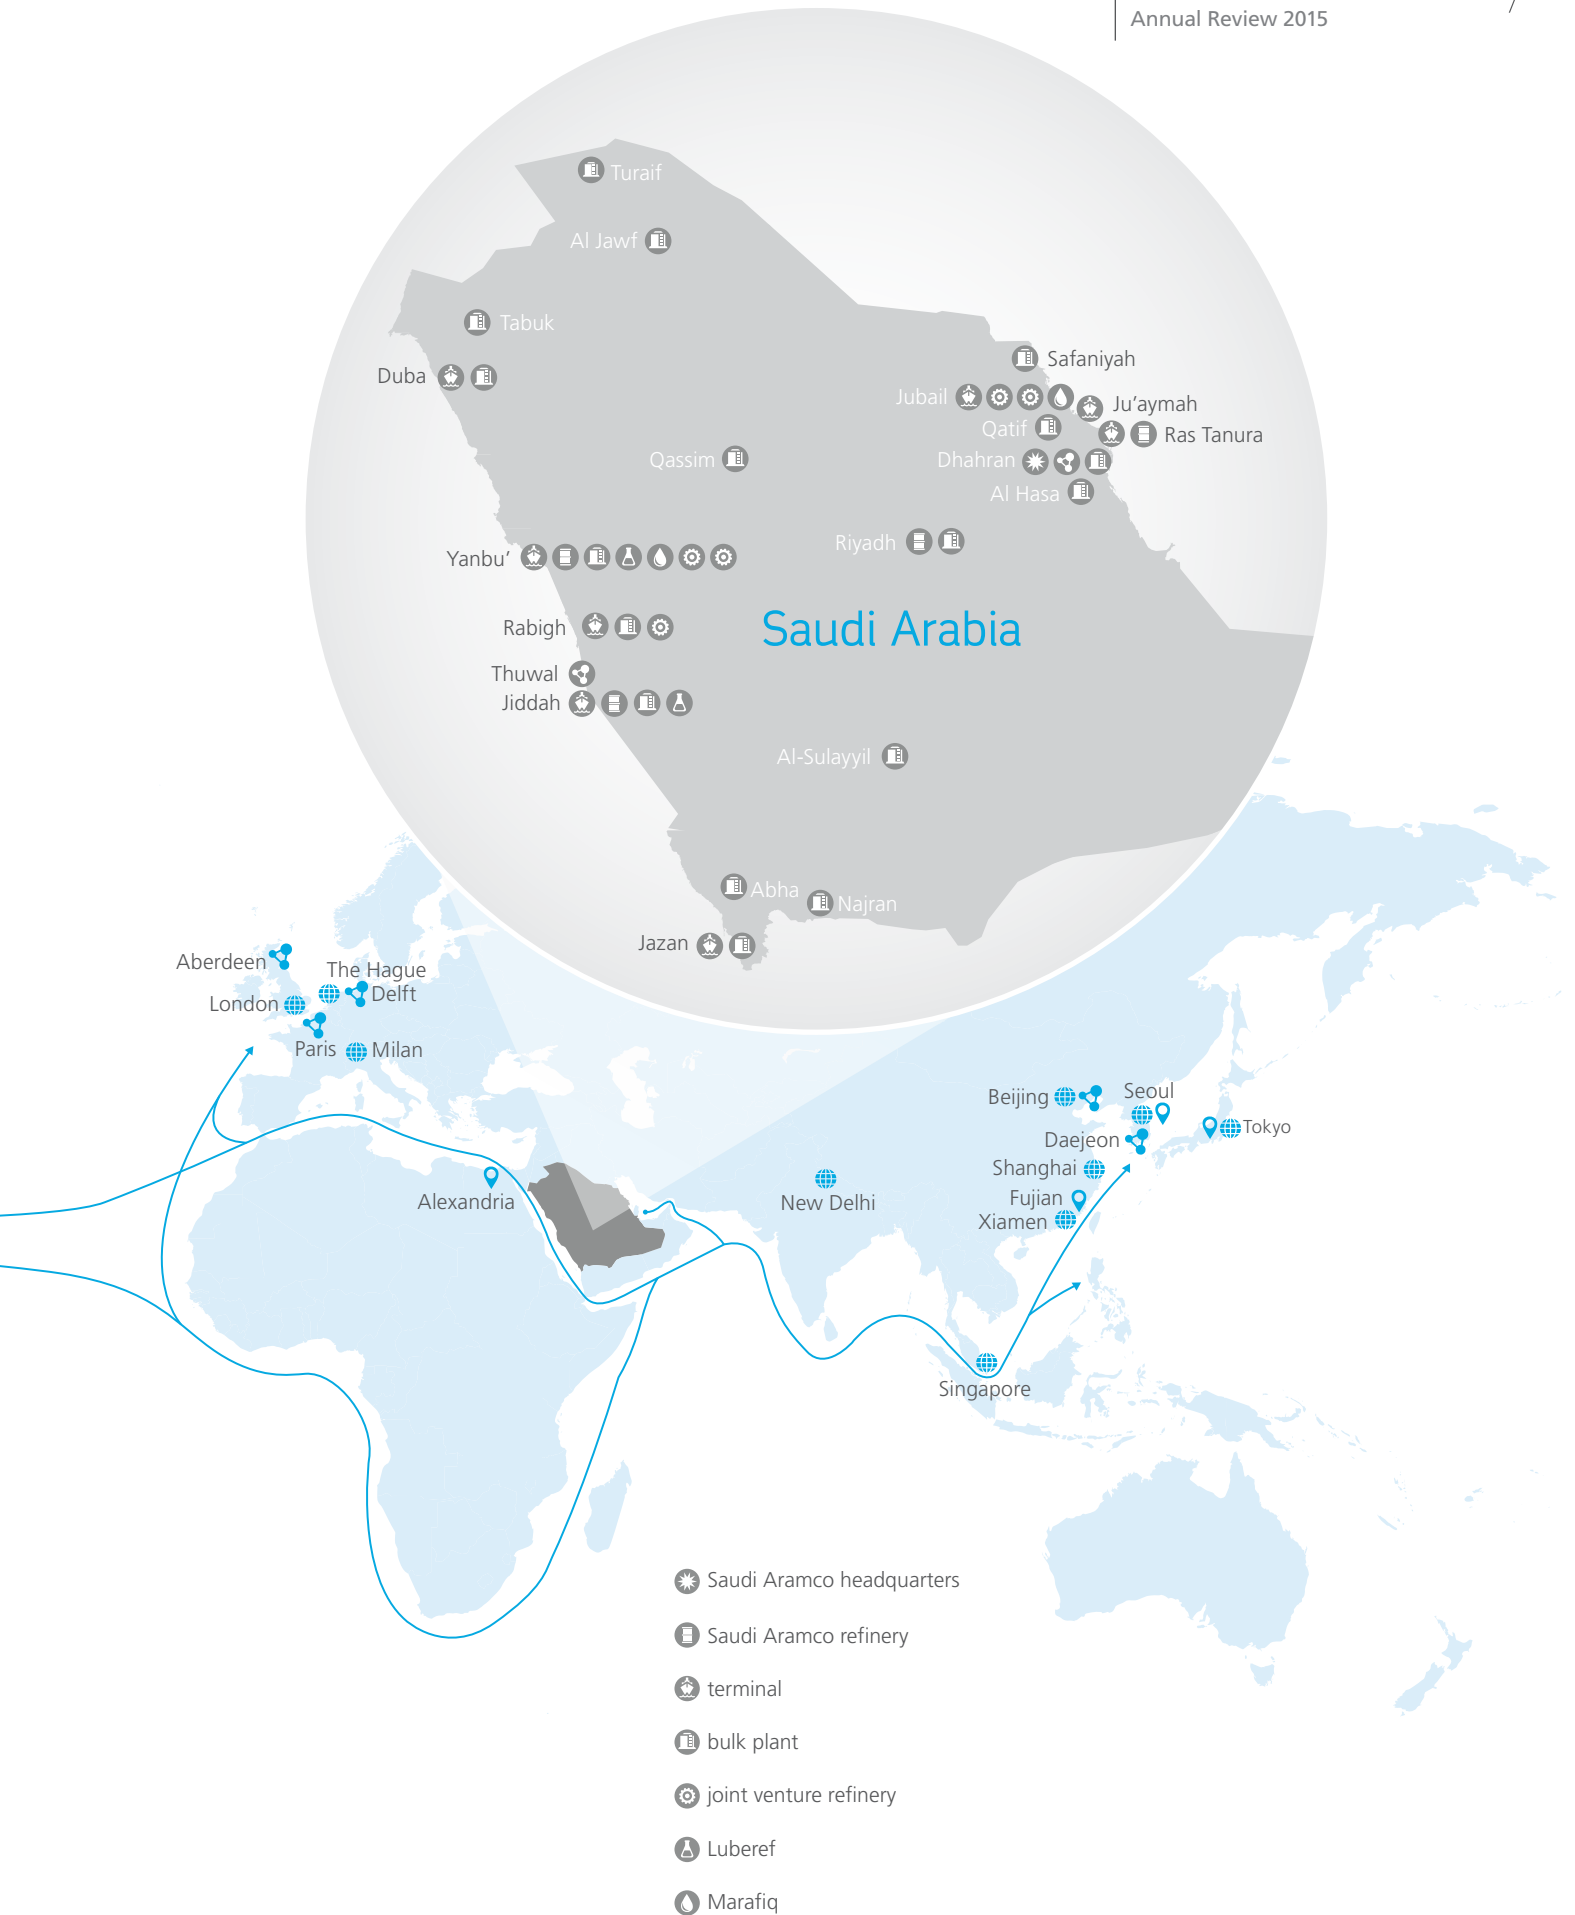 Annual Review 2015
7
Turaif
Al Jawf
Tabuk
Duba
Safaniyah
Jubail
Ju’aymah
Qatif
Ras Tanura
Qassim
Dhahran
Al Hasa
Riyadh
Yanbu’
Rabigh
Saudi Arabia
Thuwal
Jiddah
Al-Sulayyil
Abha
Najran
Jazan
Aberdeen
The Hague
London
Delft
Paris
Milan
Beijing
Seoul
Tokyo
Daejeon
Shanghai
Alexandria
New Delhi
Fujian
Xiamen
Singapore
Saudi Aramco headquarters
Saudi Aramco refinery
terminal
bulk plant
joint venture refinery
Luberef
Marafiq